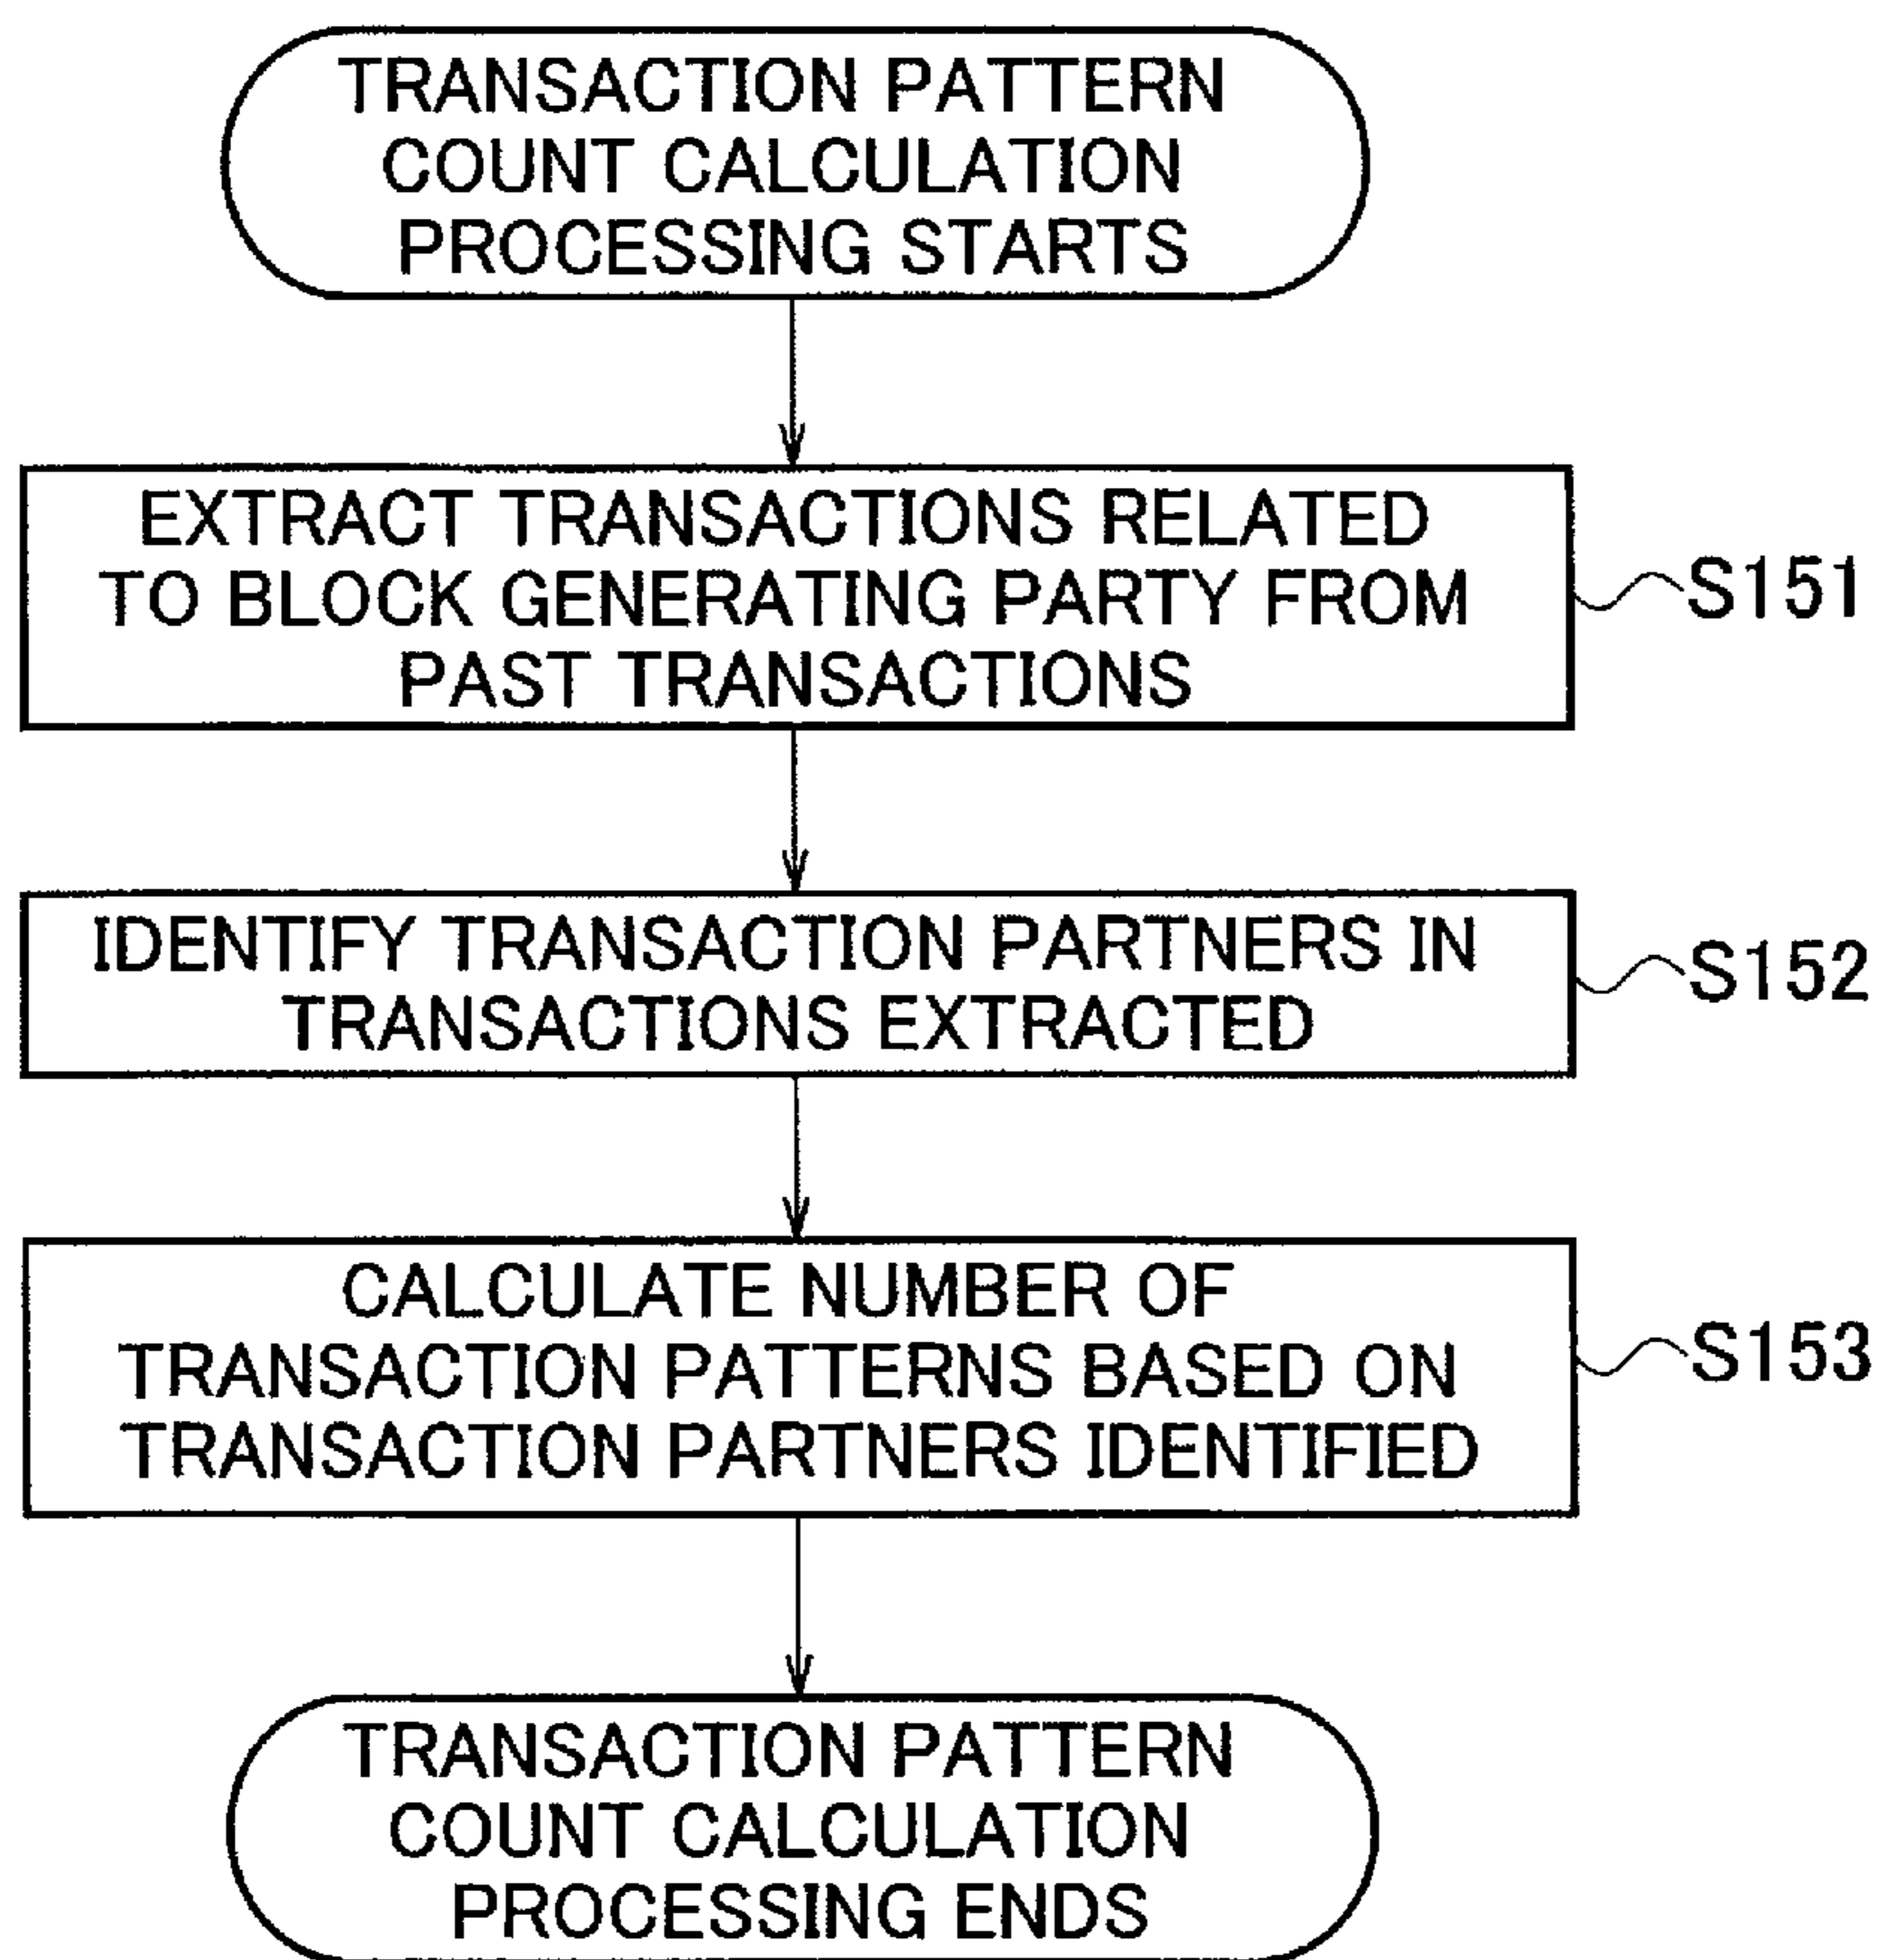 TRANSACTION PATTERN
COUNT CALCULATION
PROCESSING STARTS
EXTRACT TRANSACTIONS RELATED
TO BLOCK GENERATING PARTY FROM
PAST TRANSACTIONS
S151
IDENTIFY TRANSACTION PARTNERS IN
TRANSACTIONS EXTRACTED
S152
CALCULATE NUMBER OF
TRANSACTION PATTERNS BASED ON
TRANSACTION PARTNERS IDENTIFIED
S153
TRANSACTION PATTERN
COUNT CALCULATION
PROCESSING ENDS